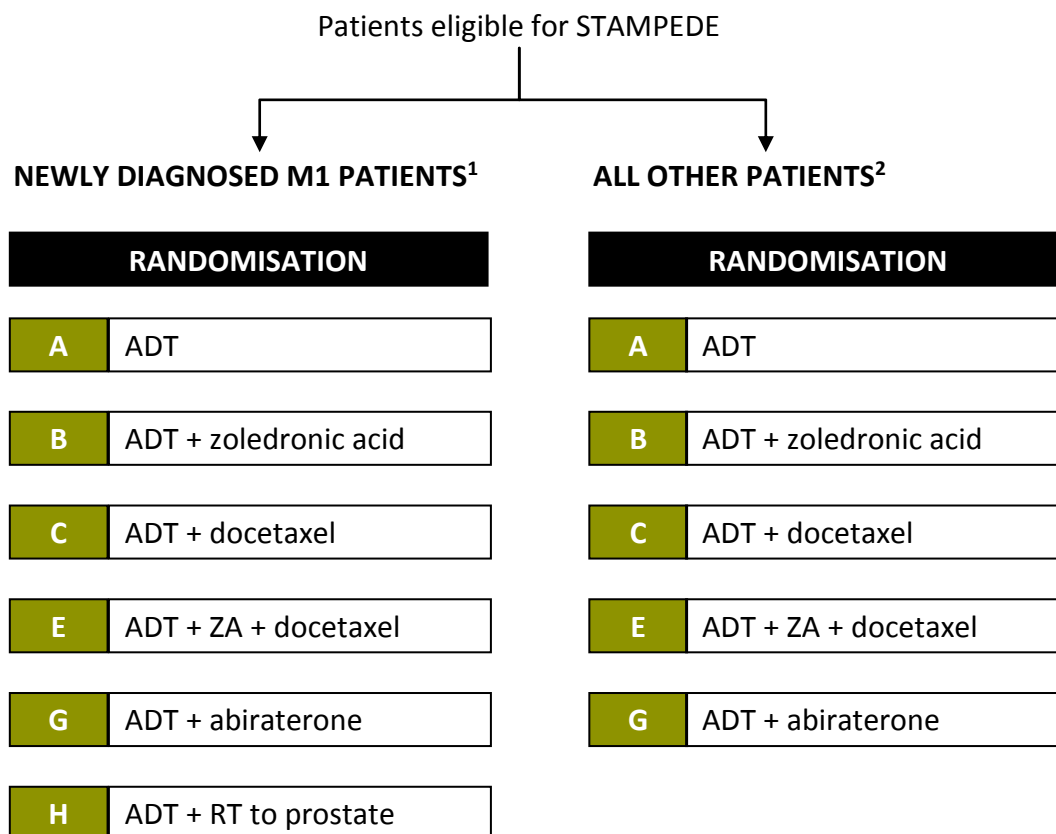 Patients eligible for STAMPEDE
NEWLY DIAGNOSED M1 PATIENTS¹
RANDOMISATION
A ADT
B ADT + zoledronic acid
C ADT + docetaxel
E ADT + ZA + docetaxel
G ADT + abiraterone
H ADT + RT to prostate
ALL OTHER PATIENTS²
RANDOMISATION
A ADT
B ADT + zoledronic acid
C ADT + docetaxel
E ADT + ZA + docetaxel
G ADT + abiraterone